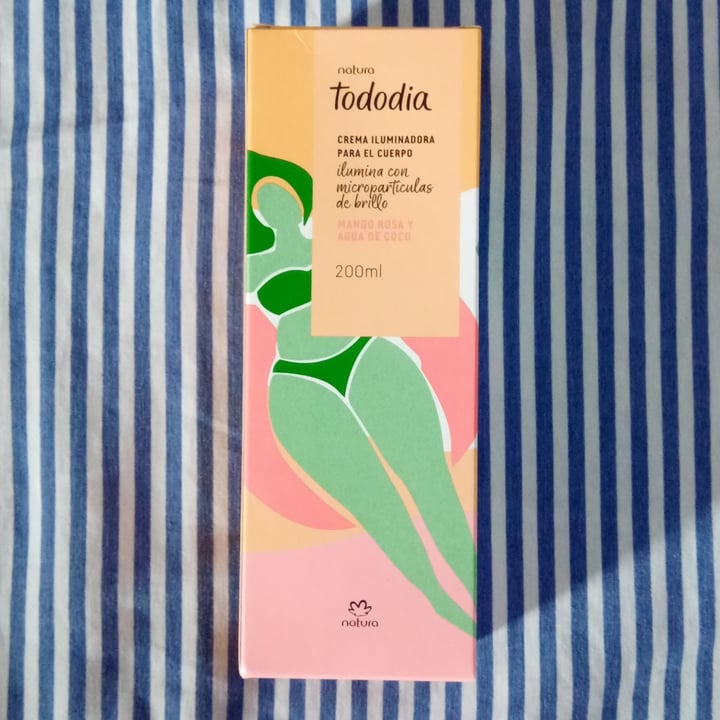 natura
Tododia
CREMA ILUMINADORA
PARA EL CUERPO
ilumina con
micropartículas
de brillo
MANGO ROSA Y
AGUA DE COCO
200ml
natura